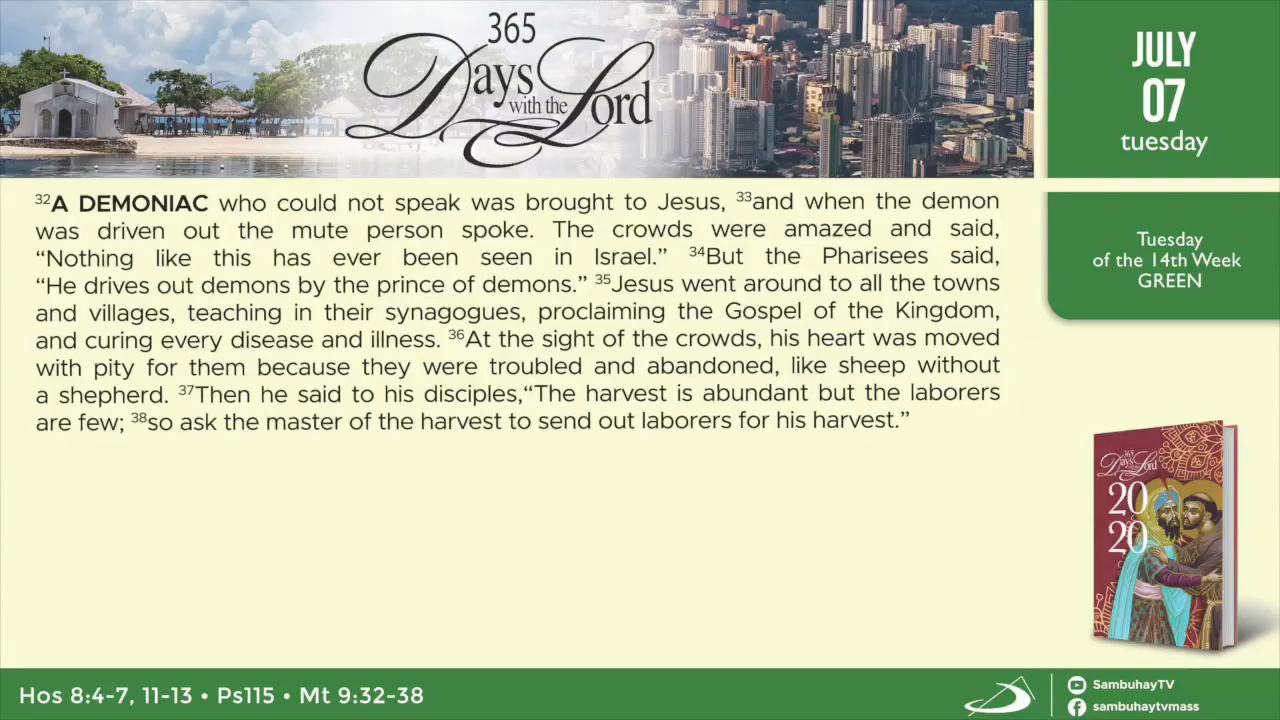 365
Days with the Lord
JULY
07
tuesday
Tuesday
of the 14th Week
GREEN
³²A DEMONIAC who could not speak was brought to Jesus, ³³and when the demon
was driven out the mute person spoke. The crowds were amazed and said,
“Nothing like this has ever been seen in Israel.” ³⁴But the Pharisees said,
“He drives out demons by the prince of demons.” ³⁵Jesus went around to all the towns
and villages, teaching in their synagogues, proclaiming the Gospel of the Kingdom,
and curing every disease and illness. ³⁶At the sight of the crowds, his heart was moved
with pity for them because they were troubled and abandoned, like sheep without
a shepherd. ³⁷Then he said to his disciples,“The harvest is abundant but the laborers
are few; ³⁸so ask the master of the harvest to send out laborers for his harvest.”
365
Days with the Lord
20
20
Hos 8:4-7, 11-13 • Ps115 • Mt 9:32-38
SambuhayTV
sambuhaytvmass